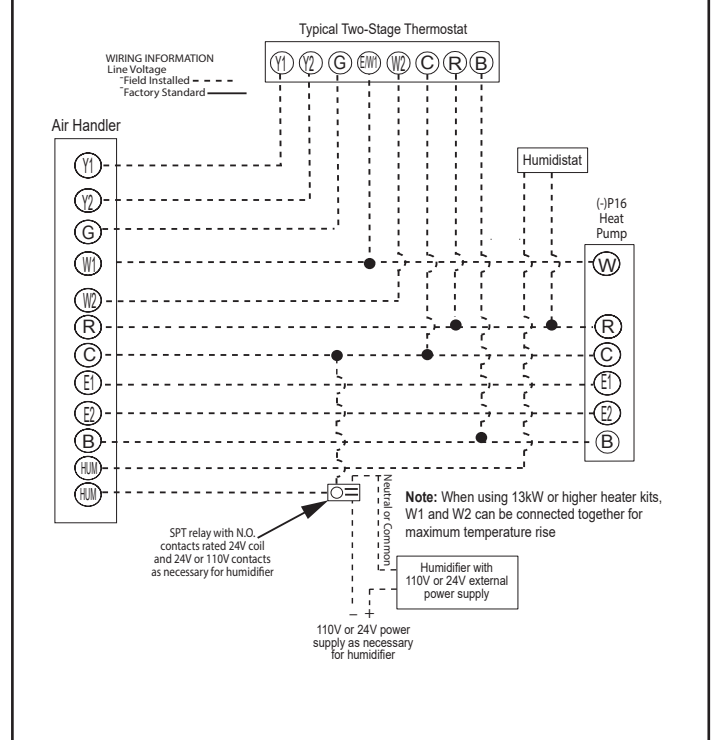 Typical Two-Stage Thermostat
Y1 Y2 G E/W1 W2 C R B
WIRING INFORMATION
Line Voltage
-Field Installed
-Factory Standard
Air Handler
Y1
Y2
G
W1
W2
R
C
E1
E2
B
HUM
HUM
Humidistat
(-)P16
Heat
Pump
W
R
C
E1
E2
B
Neutral or Common
Note: When using 13kW or higher heater kits,
W1 and W2 can be connected together for
maximum temperature rise
SPT relay with N.O.
contacts rated 24V coil
and 24V or 110V contacts
as necessary for humidifier
Humidifier with
110V or 24V external
power supply
– +
110V or 24V power
supply as necessary
for humidifier